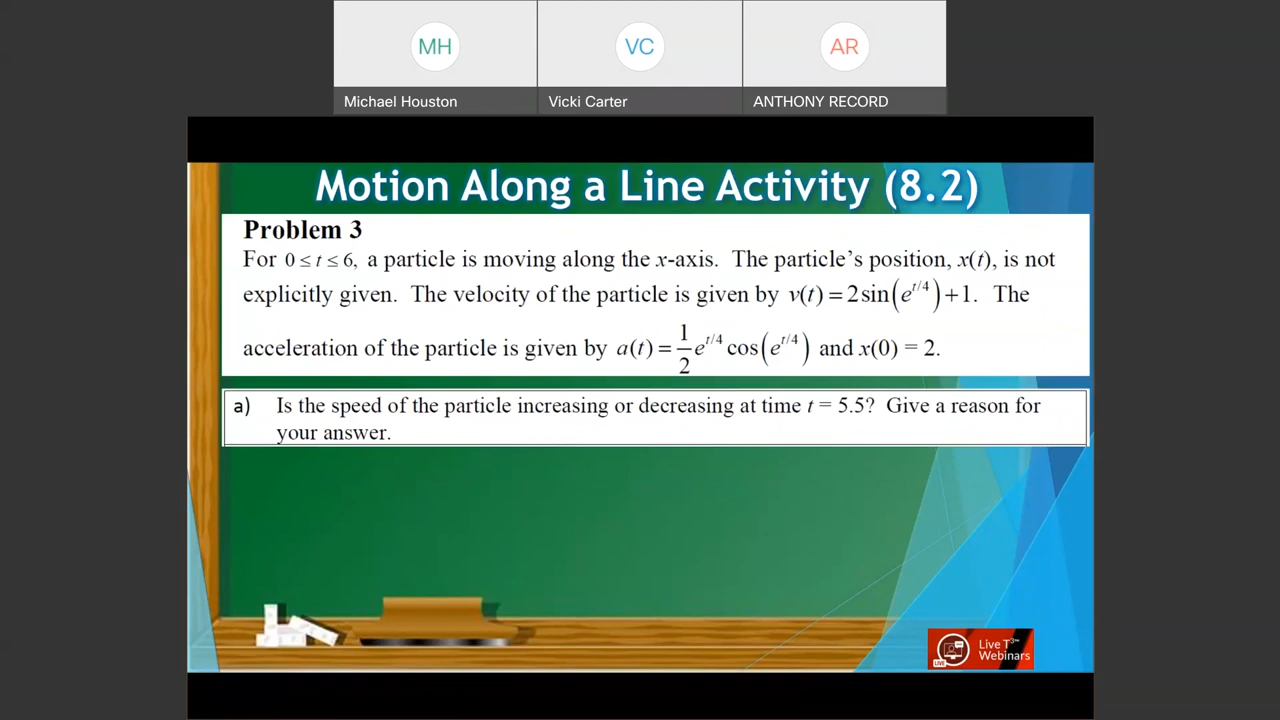 MH
VC
AR
Michael Houston
Vicki Carter
ANTHONY RECORD
Motion Along a Line Activity (8.2)
Problem 3
For 0 ≤ t ≤ 6, a particle is moving along the x-axis. The particle's position, x(t), is not
explicitly given. The velocity of the particle is given by v(t) = 2sin(e^{t/4}) + 1. The
acceleration of the particle is given by a(t) = \frac{1}{2}e^{t/4} cos(e^{t/4}) and x(0) = 2.
a) Is the speed of the particle increasing or decreasing at time t = 5.5? Give a reason for
your answer.
LIVE
Live T³™
Webinars